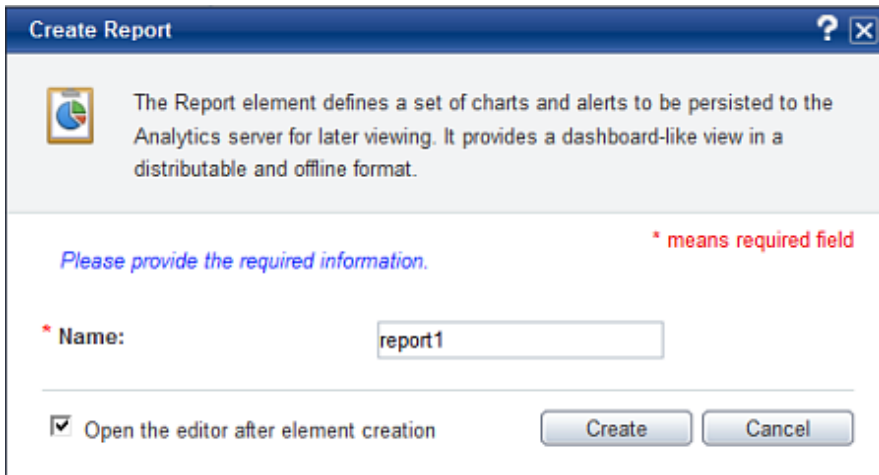 Create Report ?
The Report element defines a set of charts and alerts to be persisted to the
Analytics server for later viewing. It provides a dashboard-like view in a
distributable and offline format.
* means required field
Please provide the required information.
* Name: report1
Open the editor after element creation Create Cancel